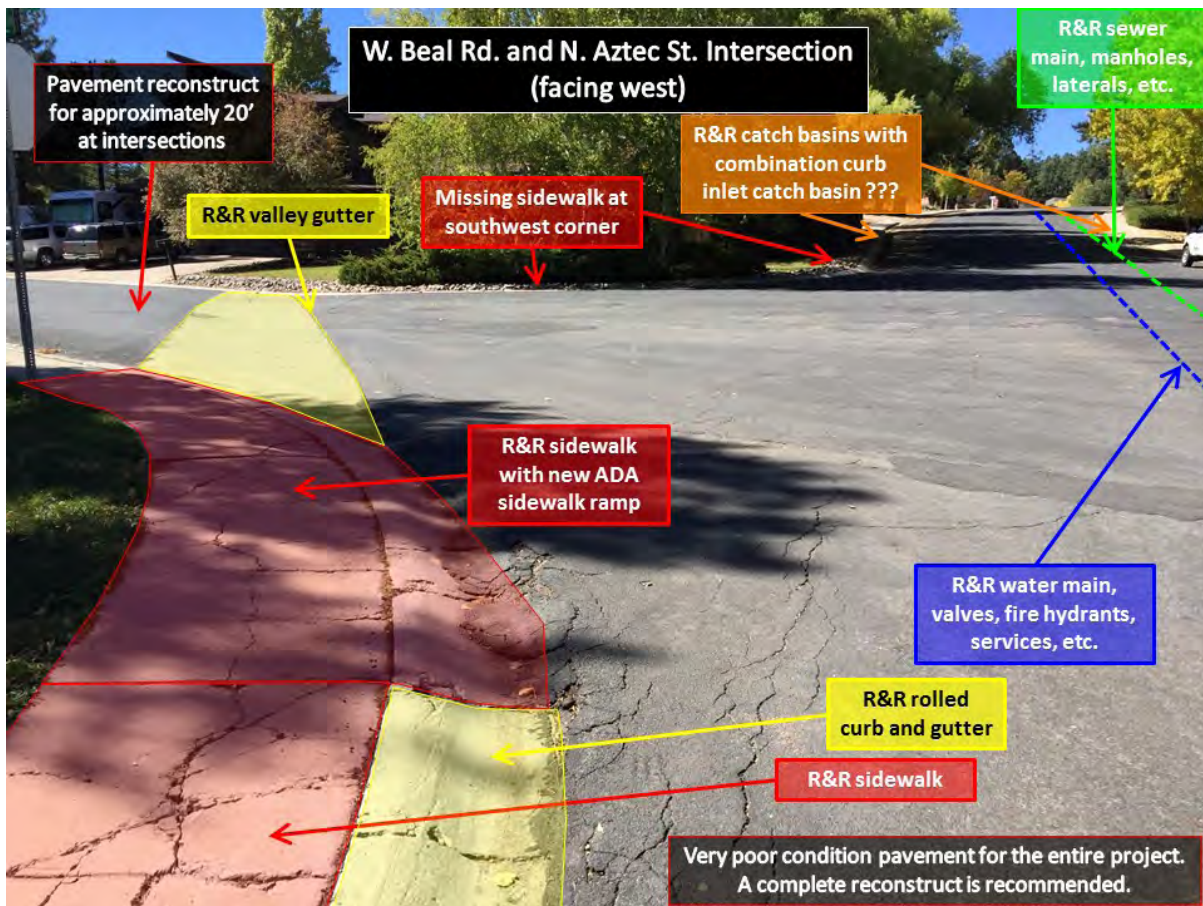 W. Beal Rd. and N. Aztec St. Intersection
(facing west)
R&R sewer
main, manholes,
laterals, etc.
Pavement reconstruct
for approximately 20'
at intersections
R&R catch basins with
combination curb
inlet catch basin ???
R&R valley gutter
Missing sidewalk at
southwest corner
R&R sidewalk
with new ADA
sidewalk ramp
R&R water main,
valves, fire hydrants,
services, etc.
R&R rolled
curb and gutter
R&R sidewalk
Very poor condition pavement for the entire project.
A complete reconstruct is recommended.